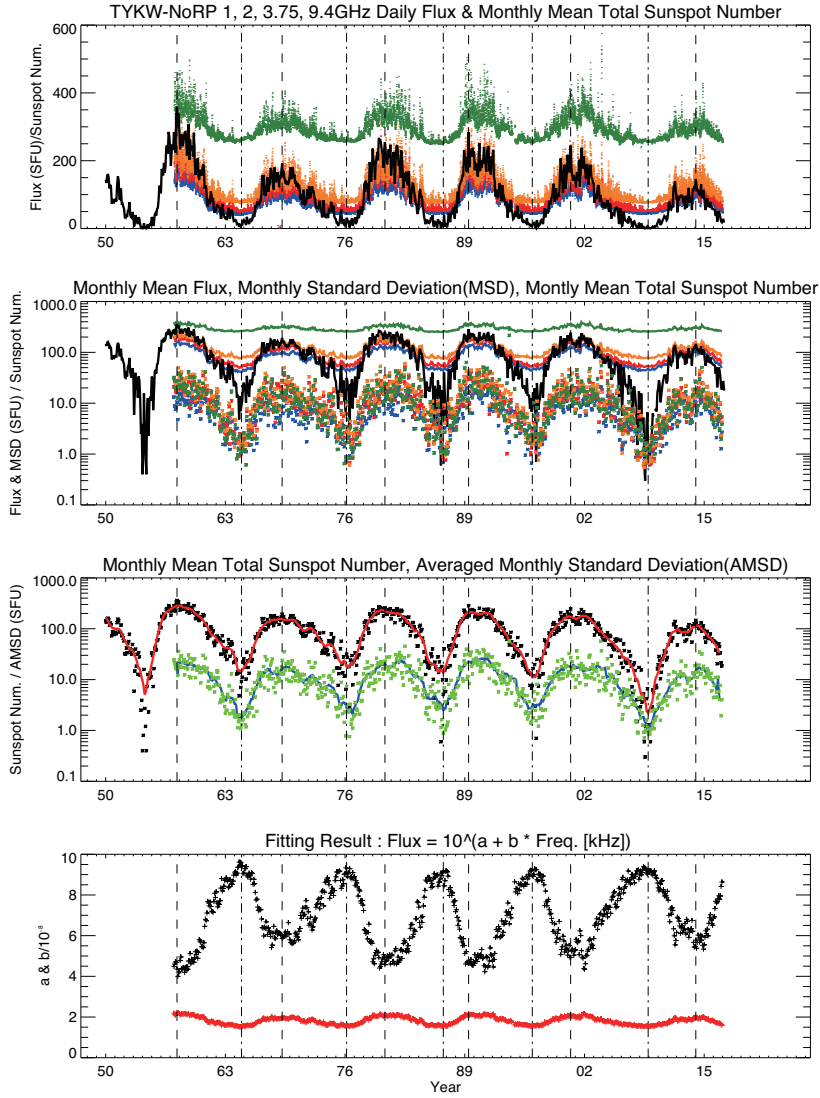 TYKW-NoRP 1, 2, 3.75, 9.4GHz Daily Flux & Monthly Mean Total Sunspot Number
Flux (SFU)/Sunspot Num.
600
400
200
0
50 63 76 89 02 15
Monthly Mean Flux, Monthly Standard Deviation(MSD), Montly Mean Total Sunspot Number
Flux & MSD (SFU) / Sunspot Num.
1000.0
100.0
10.0
1.0
0.1
50 63 76 89 02 15
Monthly Mean Total Sunspot Number, Averaged Monthly Standard Deviation(AMSD)
Sunspot Num. / AMSD (SFU)
1000.0
100.0
10.0
1.0
0.1
50 63 76 89 02 15
Fitting Result : Flux = 10^(a + b * Freq. [kHz])
a & b/10⁻⁸
10
8
6
4
2
0
50 63 76 89 02 15
Year